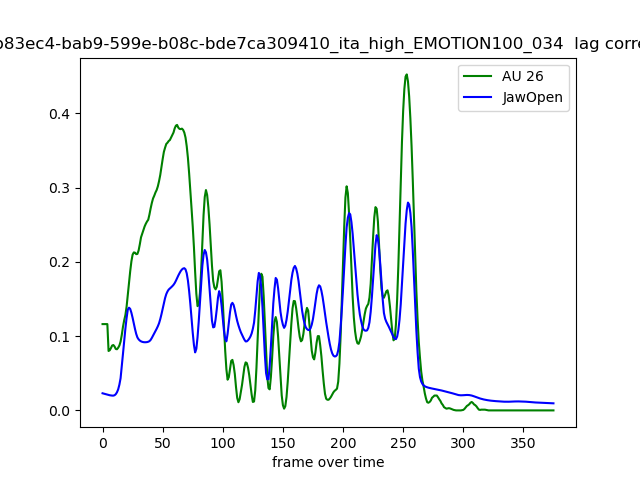 b83ec4-bab9-599e-b08c-bde7ca309410_ita_high_EMOTION100_034 lag corre
AU 26
JawOpen
0.4
0.3
0.2
0.1
0.0
0 50 100 150 200 250 300 350
frame over time